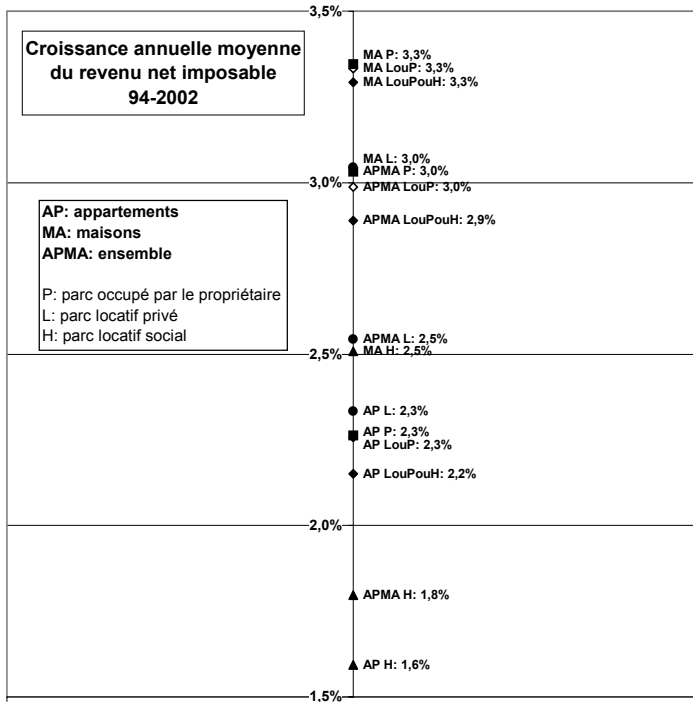 3,5%
Croissance annuelle moyenne
du revenu net imposable
94-2002
MA P: 3,3%
MA LouP: 3,3%
MA LouPouH: 3,3%
MA L: 3,0%
APMA P: 3,0%
3,0%
APMA LouP: 3,0%
AP: appartements
MA: maisons
APMA: ensemble
APMA LouPouH: 2,9%
P: parc occupé par le propriétaire
L: parc locatif privé
H: parc locatif social
APMA L: 2,5%
MA H: 2,5%
2,5%
AP L: 2,3%
AP P: 2,3%
AP LouP: 2,3%
AP LouPouH: 2,2%
2,0%
APMA H: 1,8%
AP H: 1,6%
1,5%